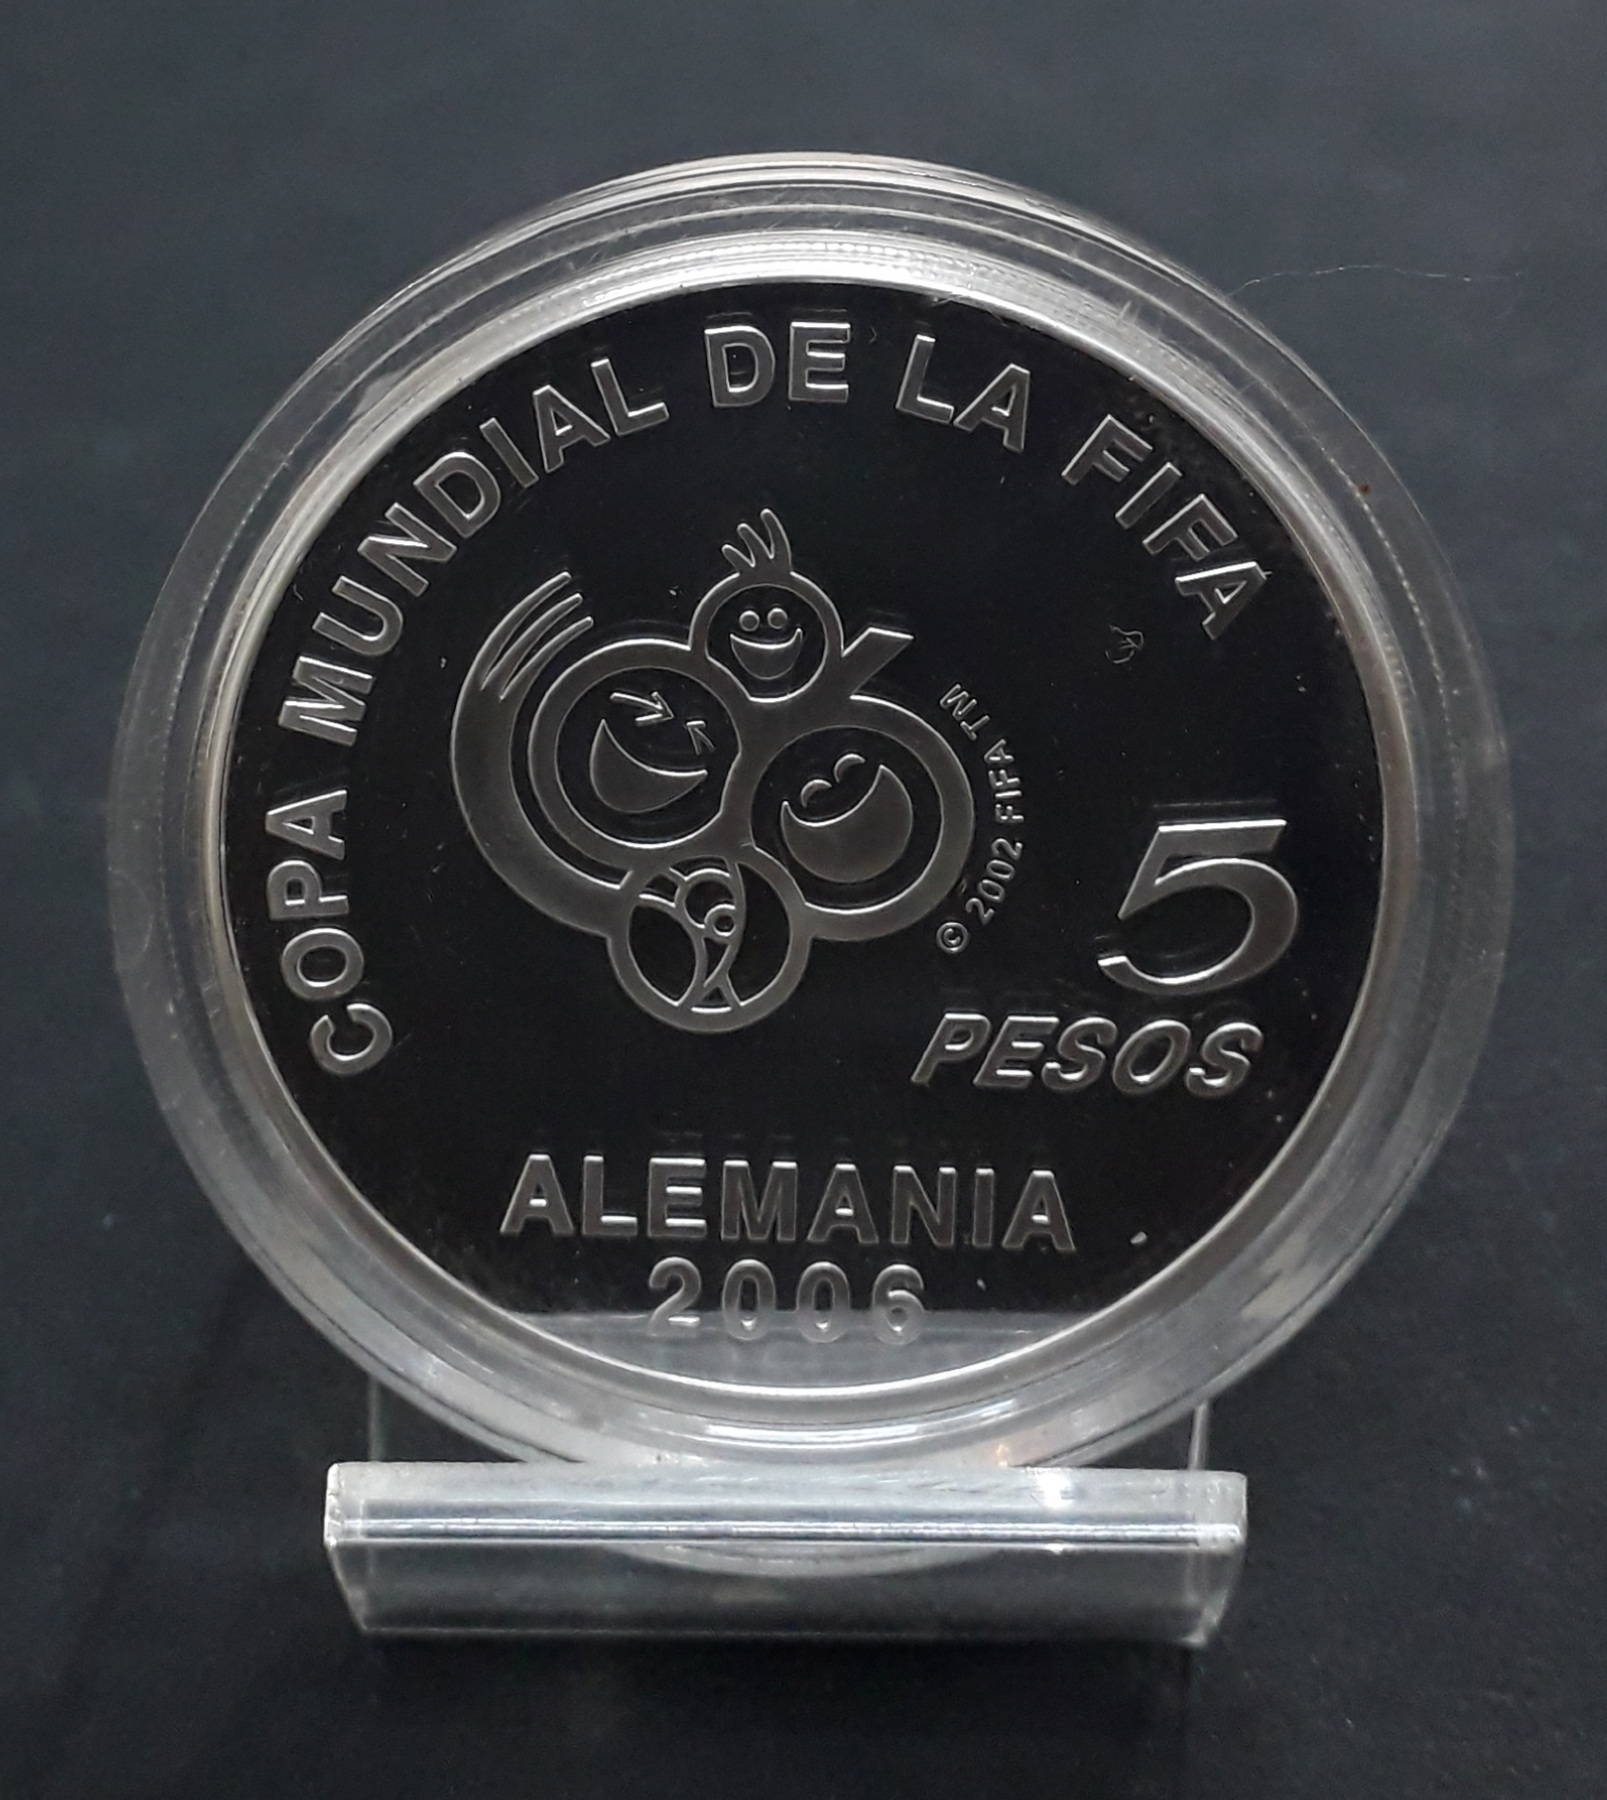 COPA MUNDIAL DE LA FIFA
© 2002 FIFA TM
5
PESOS
ALEMANIA
2006